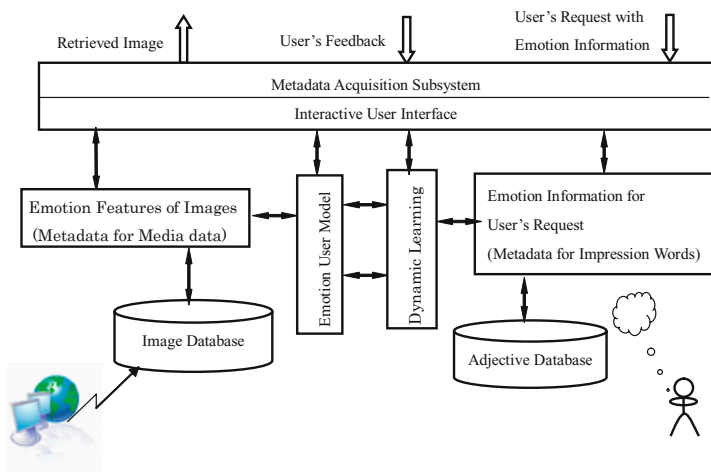 Retrieved Image
User's Feedback
User's Request with
Emotion Information
Metadata Acquisition Subsystem
Interactive User Interface
Emotion Features of Images
(Metadata for Media data)
Emotion User Model
Dynamic Learning
Emotion Information for
User's Request
(Metadata for Impression Words)
Image Database
Adjective Database